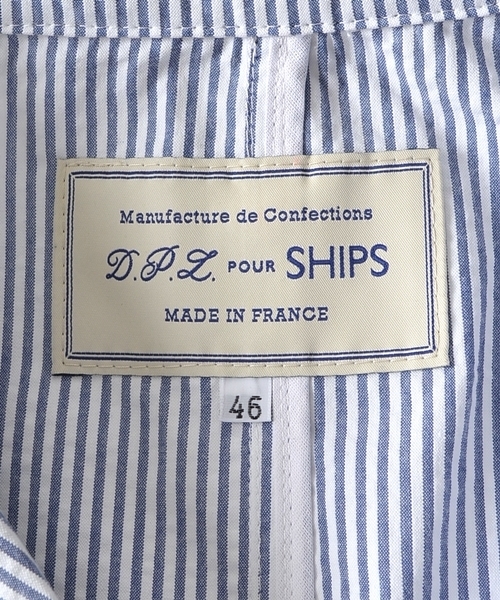 Manufacture de Confections
D.P.Z. POUR SHIPS
MADE IN FRANCE
46